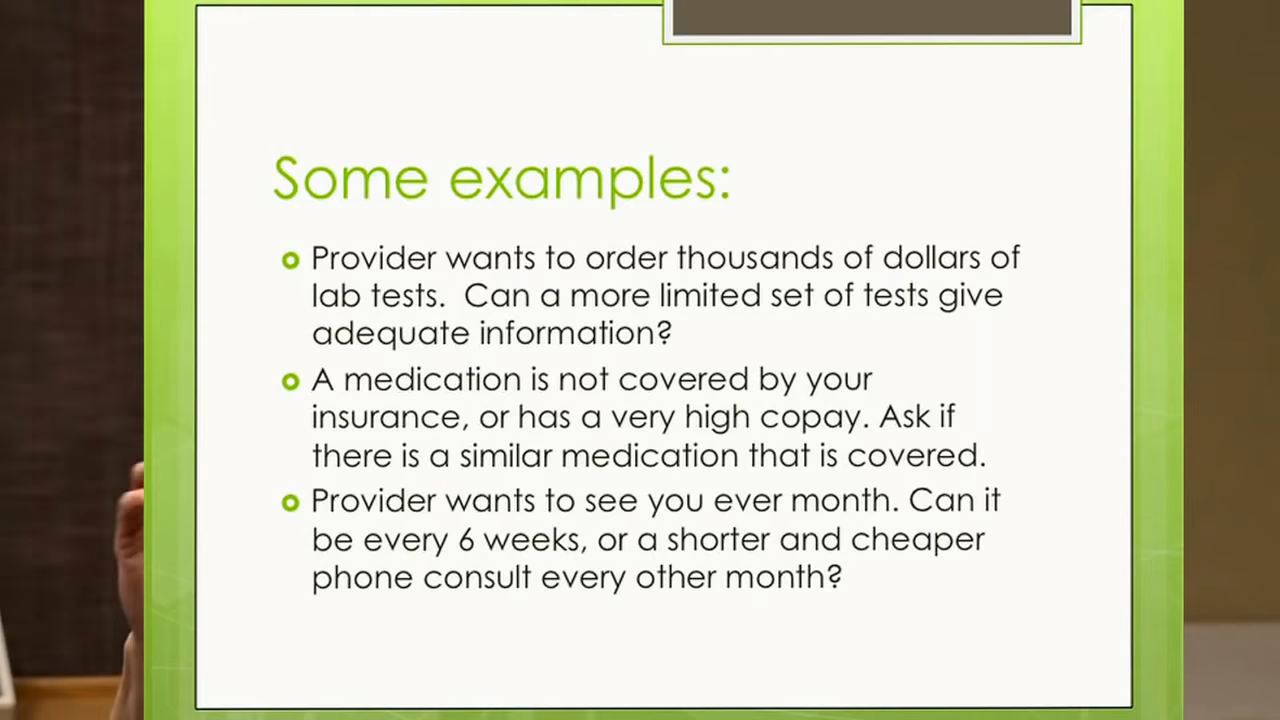 Some examples:
Provider wants to order thousands of dollars of
lab tests.  Can a more limited set of tests give
adequate information?
A medication is not covered by your
insurance, or has a very high copay. Ask if
there is a similar medication that is covered.
Provider wants to see you ever month. Can it
be every 6 weeks, or a shorter and cheaper
phone consult every other month?